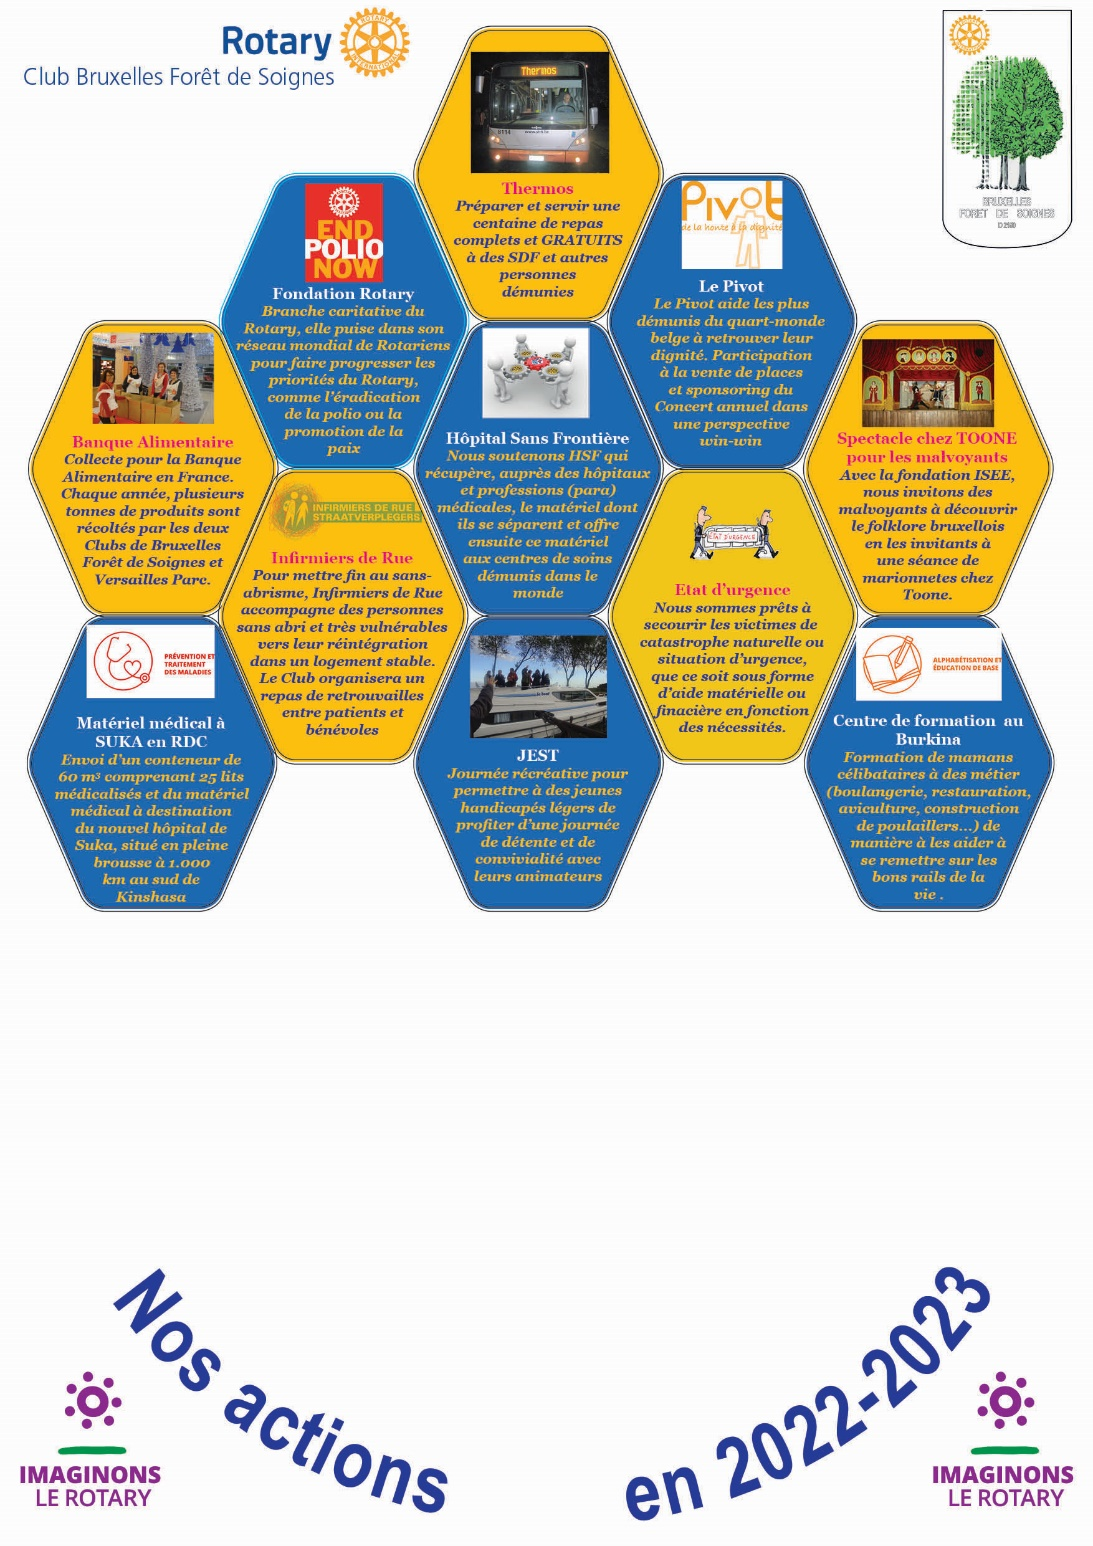 Rotary
Club Bruxelles Forêt de Soignes
ROTARY
INTERNATIONAL
BRUXELLES
FORET DE SOIGNES
Thermos
Thermos
Préparer et servir une
centaine de repas
complets et GRATUITS
à des SDF et autres
personnes
démunies
END
POLIO
NOW
Fondation Rotary
Branche caritative du
Rotary, elle puise dans son
réseau mondial de Rotariens
pour faire progresser les
priorités du Rotary,
comme l'éradication
de la polio ou la
promotion de la
paix
Pivot
de la honte à la dignité
Le Pivot
Le Pivot aide les plus
démunis du quart-monde
belge à retrouver leur
dignité. Participation
à la vente de places
et sponsoring du
Concert annuel dans
une perspective
win-win
Banque Alimentaire
Collecte pour la Banque
Alimentaire en France.
Chaque année, plusieurs
tonnes de produits sont
récoltés par les deux
Clubs de Bruxelles
Forêt de Soignes et
Versailles Parc.
Hôpital Sans Frontière
Nous soutenons HSF qui
récupère, auprès des hôpitaux
et professions (para)
médicales, le matériel dont
ils se séparent et offre
ensuite ce matériel
aux centres de soins
démunis dans le
monde
Spectacle chez TOONE
pour les malvoyants
Avec la fondation ISEE,
nous invitons des
malvoyants à découvrir
le folklore bruxellois
en les invitants à
une séance de
marionnetes chez
Toone.
INFIRMIERS DE RUE
STRAATVERPLEGERS
Infirmiers de Rue
Pour mettre fin au sans-
abrisme, Infirmiers de Rue
accompagne des personnes
sans abri et très vulnérables
vers leur réintégration
dans un logement stable.
Le Club organisera un
repas de retrouvailles
entre patients et
bénévoles
ETAT D'URGENCE
Etat d'urgence
Nous sommes prêts à
secourir les victimes de
catastrophe naturelle ou
situation d'urgence,
que ce soit sous forme
d'aide matérielle ou
finacière en fonction
des nécessités.
PRÉVENTION ET
TRAITEMENT
DES MALADIES
Matériel médical à
SUKA en RDC
Envoi d'un conteneur de
60 m³ comprenant 25 lits
médicalisés et du matériel
médical à destination
du nouvel hôpital de
Suka, situé en pleine
brousse à 1.000
km au sud de
Kinshasa
JEST
Journée récréative pour
permettre à des jeunes
handicapés légers de
profiter d'une journée
de détente et de
convivialité avec
leurs animateurs
ALPHABÉTISATION ET
ÉDUCATION DE BASE
Centre de formation au
Burkina
Formation de mamans
célibataires à des métier
(boulangerie, restauration,
aviculture, construction
de poulaillers...) de
manière à les aider à
se remettre sur les
bons rails de la
vie .
Nos actions
en 2022-2023
IMAGINONS
LE ROTARY
IMAGINONS
LE ROTARY